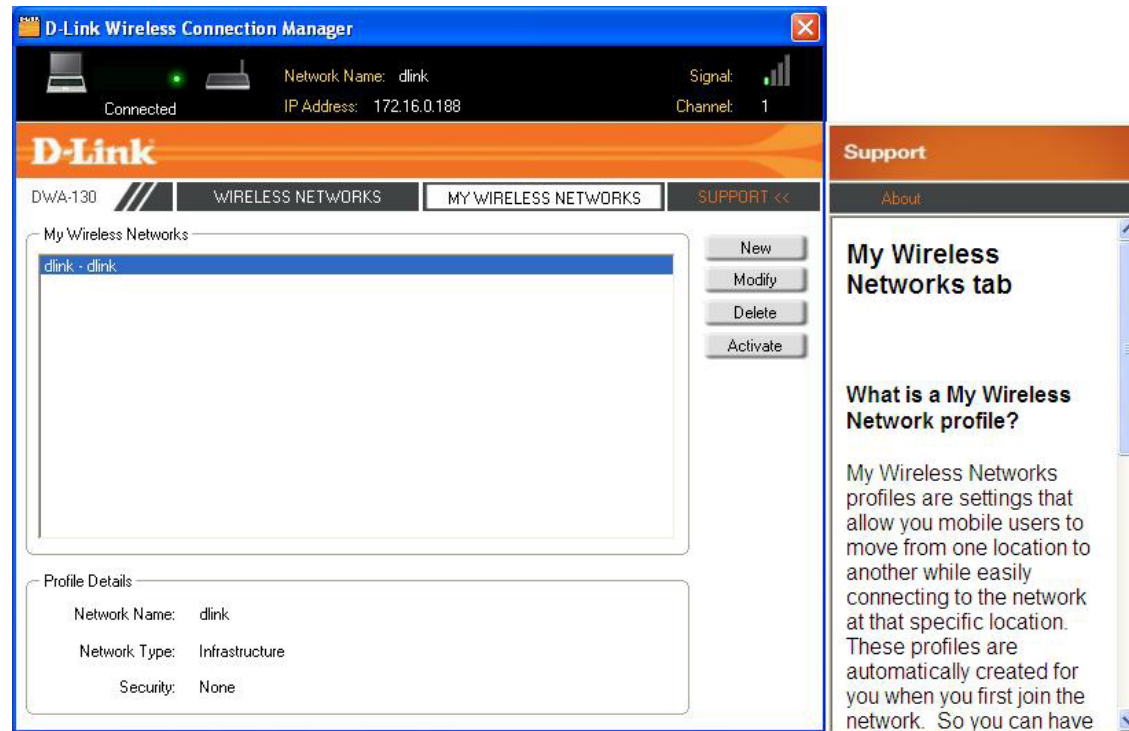 D-Link Wireless Connection Manager
Network Name: dlink Signal:
Connected IP Address: 172.16.0.188 Channel: 1
D-Link
DWA-130 WIRELESS NETWORKS MY WIRELESS NETWORKS SUPPORT <<
My Wireless Networks
dlink - dlink
New
Modify
Delete
Activate
Profile Details
Network Name: dlink
Network Type: Infrastructure
Security: None
Support
About
My Wireless
Networks tab
What is a My Wireless
Network profile?
My Wireless Networks
profiles are settings that
allow you mobile users to
move from one location to
another while easily
connecting to the network
at that specific location.
These profiles are
automatically created for
you when you first join the
network. So you can have